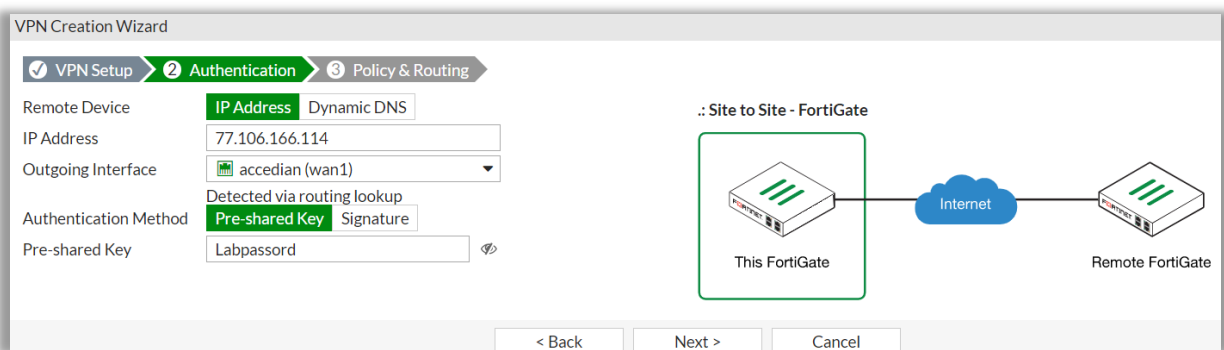 VPN Creation Wizard
VPN Setup 2 Authentication 3 Policy & Routing
Remote Device IP Address Dynamic DNS
IP Address 77.106.166.114
Outgoing Interface accedian (wan1)
Detected via routing lookup
Authentication Method Pre-shared Key Signature
Pre-shared Key Labpassord
.: Site to Site - FortiGate
FORTINET
Internet
FORTINET
This FortiGate
Remote FortiGate
< Back Next > Cancel